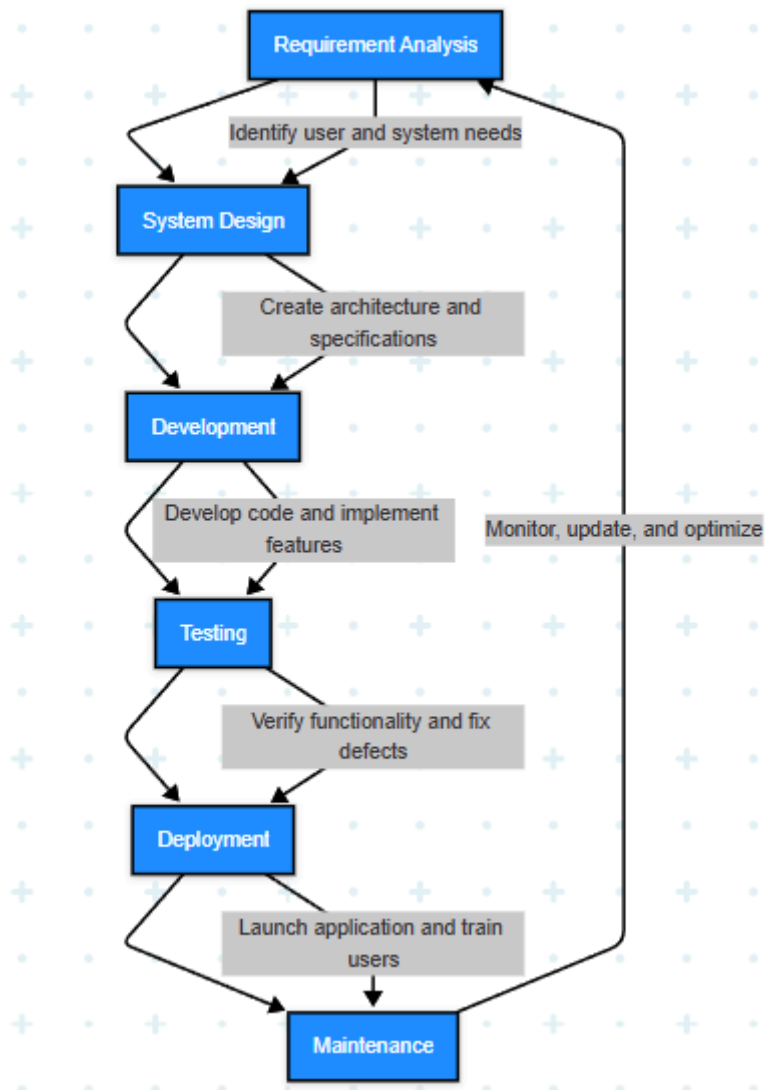 Requirement Analysis
Identify user and system needs
System Design
Create architecture and
specifications
Development
Develop code and implement
features
Monitor, update, and optimize
Testing
Verify functionality and fix
defects
Deployment
Launch application and train
users
Maintenance